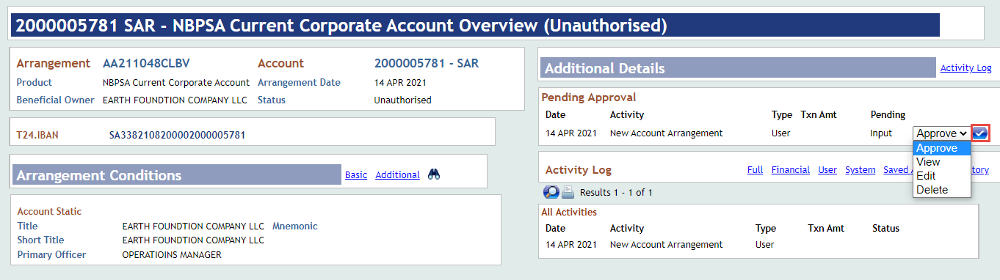 2000005781 SAR - NBPSA Current Corporate Account Overview (Unauthorised)
Arrangement AA211048CLBV Account 2000005781 - SAR
Product NBPSA Current Corporate Account Arrangement Date 14 APR 2021
Beneficial Owner EARTH FOUNDTION COMPANY LLC Status Unauthorised
T24.IBAN SA3382108200002000005781
Arrangement Conditions Basic Additional
Account Static
Title EARTH FOUNDTION COMPANY LLC Mnemonic
Short Title EARTH FOUNDTION COMPANY LLC
Primary Officer OPERATIOINS MANAGER
Additional Details Activity Log
Pending Approval
Date Activity Type Txn Amt Pending
14 APR 2021 New Account Arrangement User Input Approve
Approve
View
Edit
Delete
Activity Log Full Financial User System Saved
Results 1 - 1 of 1
All Activities
Date Activity Type Txn Amt Status
14 APR 2021 New Account Arrangement User